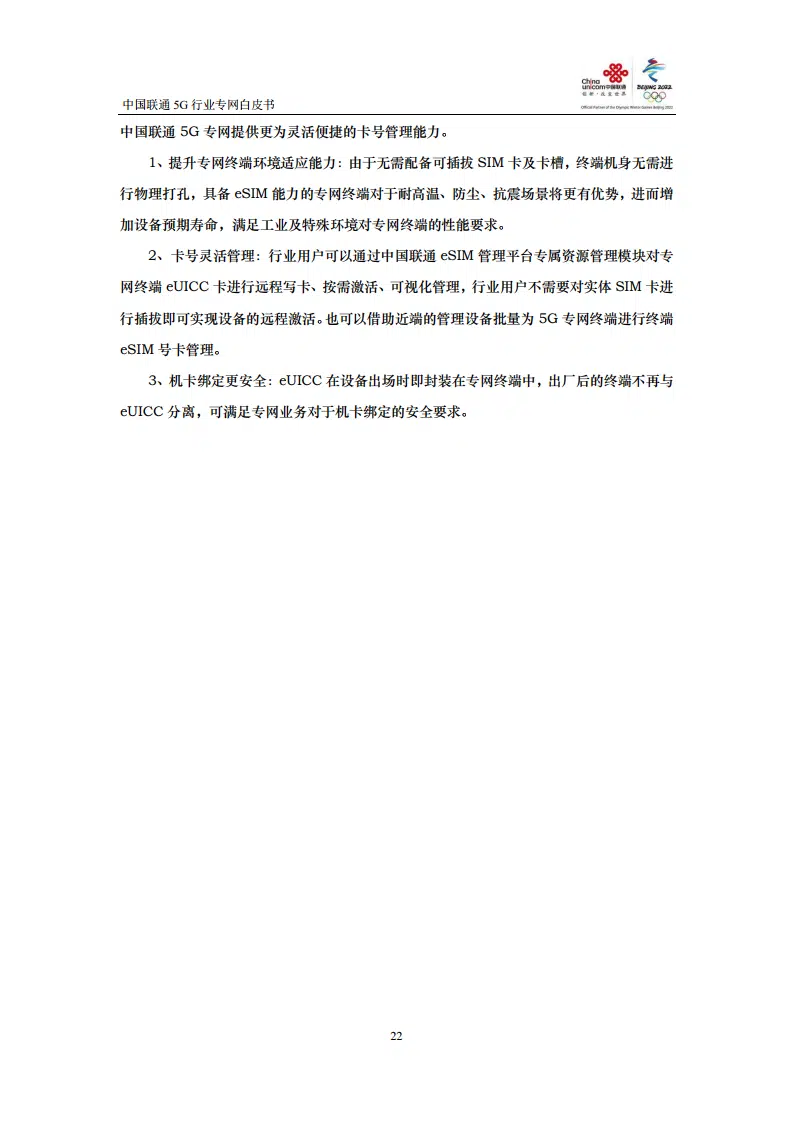 中国联通 5G 行业专网白皮书
China
unicom中国联通
创新·改变世界
BEIJING 2022
Official Partner of the Olympic Winter Games Beijing 2022
中国联通 5G 专网提供更为灵活便捷的卡号管理能力。
1、提升专网终端环境适应能力：由于无需配备可插拔 SIM 卡及卡槽，终端机身无需进
行物理打孔，具备 eSIM 能力的专网终端对于耐高温、防尘、抗震场景将更有优势，进而增
加设备预期寿命，满足工业及特殊环境对专网终端的性能要求。
2、卡号灵活管理：行业用户可以通过中国联通 eSIM 管理平台专属资源管理模块对专
网终端 eUICC 卡进行远程写卡、按需激活、可视化管理，行业用户不需要对实体 SIM 卡进
行插拔即可实现设备的远程激活。也可以借助近端的管理设备批量为 5G 专网终端进行终端
eSIM 号卡管理。
3、机卡绑定更安全：eUICC 在设备出场时即封装在专网终端中，出厂后的终端不再与
eUICC 分离，可满足专网业务对于机卡绑定的安全要求。
22